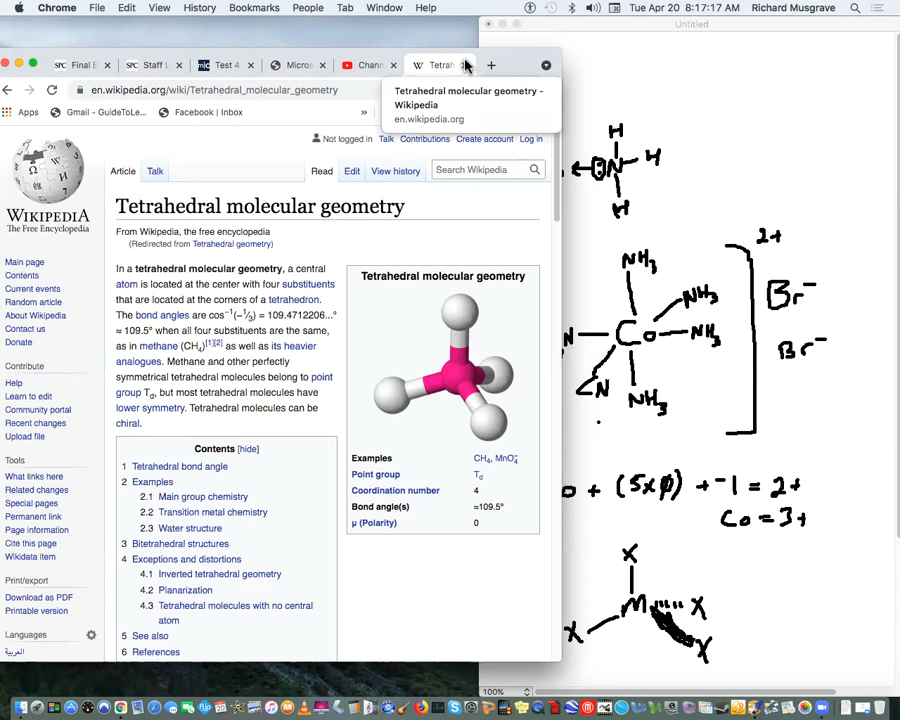 Chrome File Edit View History Bookmarks People Tab Window Help Tue Apr 20 8:17:17 AM Richard Musgrave
Untitled
SPC Final E SPC Staff L Test 4 Micros Chann Tetrah
en.wikipedia.org/wiki/Tetrahedral_molecular_geometry
Apps Gmail - GuideToLe... Facebook | Inbox »
Tetrahedral molecular geometry -
Wikipedia
en.wikipedia.org
Not logged in Talk Contributions Create account Log in
Article Talk Read Edit View history Search Wikipedia
WIKIPEDIA
The Free Encyclopedia
Main page
Contents
Current events
Random article
About Wikipedia
Contact us
Donate
Contribute
Help
Learn to edit
Community portal
Recent changes
Upload file
Tools
What links here
Related changes
Special pages
Permanent link
Page information
Cite this page
Wikidata item
Print/export
Download as PDF
Printable version
Languages
العربية
Tetrahedral molecular geometry
From Wikipedia, the free encyclopedia
(Redirected from Tetrahedral geometry)
In a tetrahedral molecular geometry, a central
atom is located at the center with four substituents
that are located at the corners of a tetrahedron.
The bond angles are cos⁻¹(−⅓) = 109.4712206...°
≈ 109.5° when all four substituents are the same,
as in methane (CH₄)[1][2] as well as its heavier
analogues. Methane and other perfectly
symmetrical tetrahedral molecules belong to point
group Td, but most tetrahedral molecules have
lower symmetry. Tetrahedral molecules can be
chiral.
Contents [hide]
1 Tetrahedral bond angle
2 Examples
2.1 Main group chemistry
2.2 Transition metal chemistry
2.3 Water structure
3 Bitetrahedral structures
4 Exceptions and distortions
4.1 Inverted tetrahedral geometry
4.2 Planarization
4.3 Tetrahedral molecules with no central
atom
5 See also
6 References
Tetrahedral molecular geometry
Examples CH₄, MnO₄⁻
Point group Td
Coordination number 4
Bond angle(s) ≈109.5°
μ (Polarity) 0
H
N H
H
2+
NH₃
NH₃ Br⁻
N Co NH₃
Br⁻
N NH₃
o + (5x0) + -1 = 2+
Co = 3+
X
M X
X X
100%